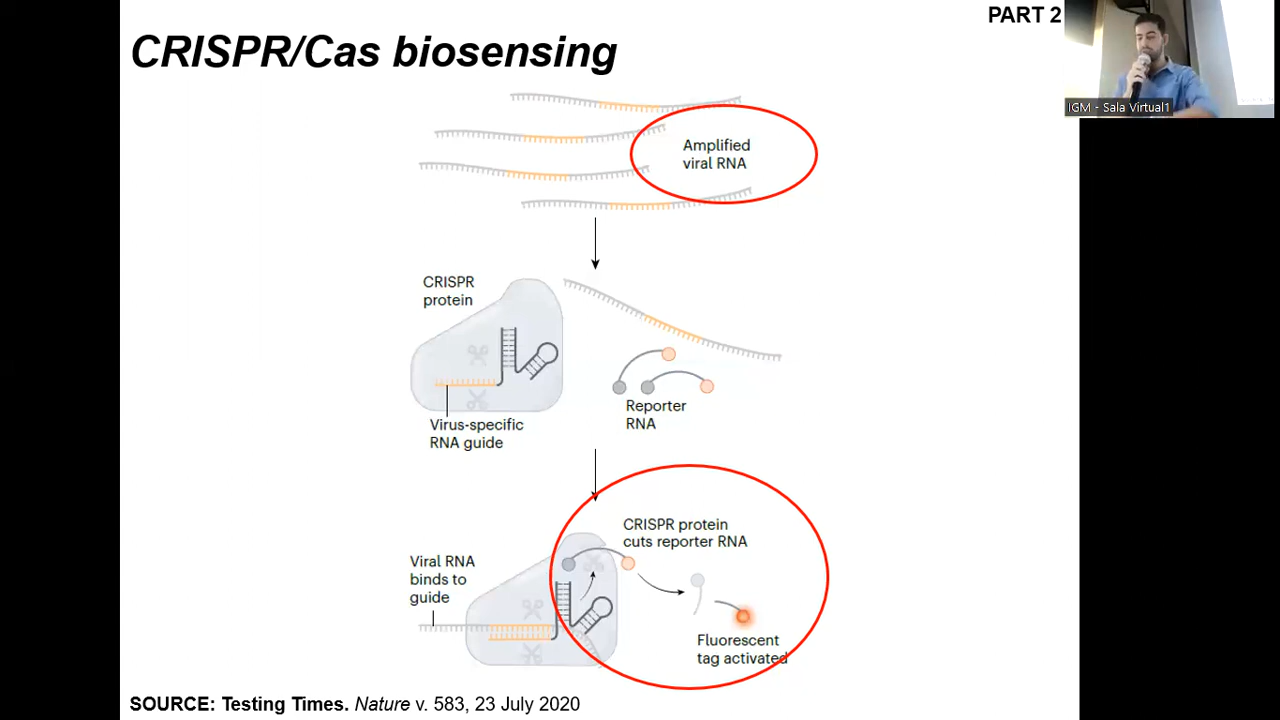 PART 2
CRISPR/Cas biosensing
IGM - Sala Virtual1
Amplified
viral RNA
CRISPR
protein
Reporter
RNA
Virus-specific
RNA guide
CRISPR protein
cuts reporter RNA
Viral RNA
binds to
guide
Fluorescent
tag activated
SOURCE: Testing Times. Nature v. 583, 23 July 2020